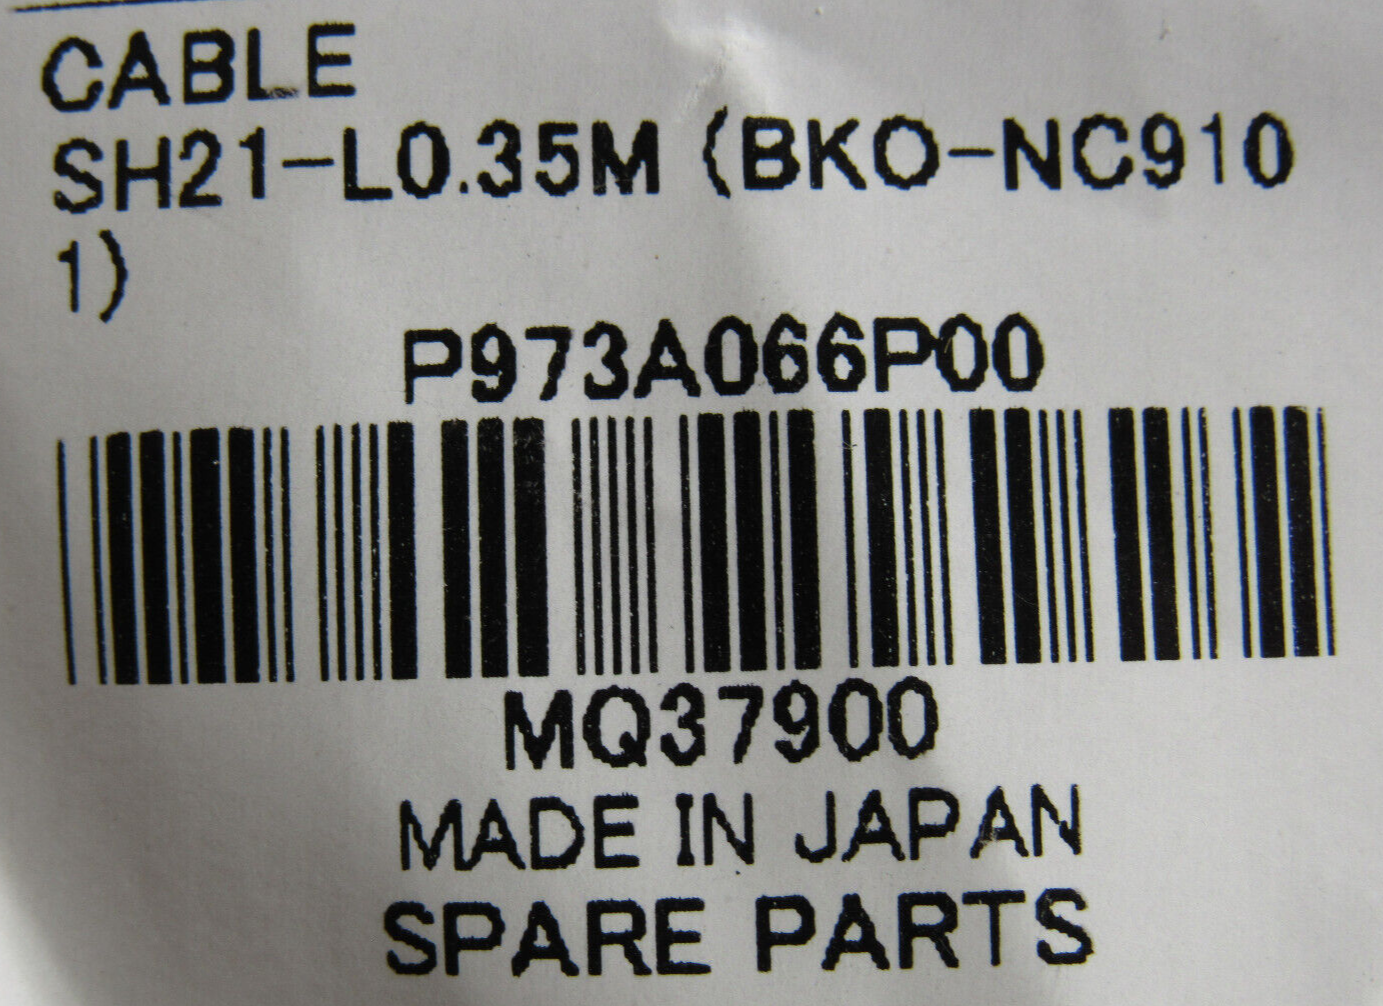 CABLE
SH21-L0.35M (BKO-NC910
1)
P973A066P00
MQ37900
MADE IN JAPAN
SPARE PARTS